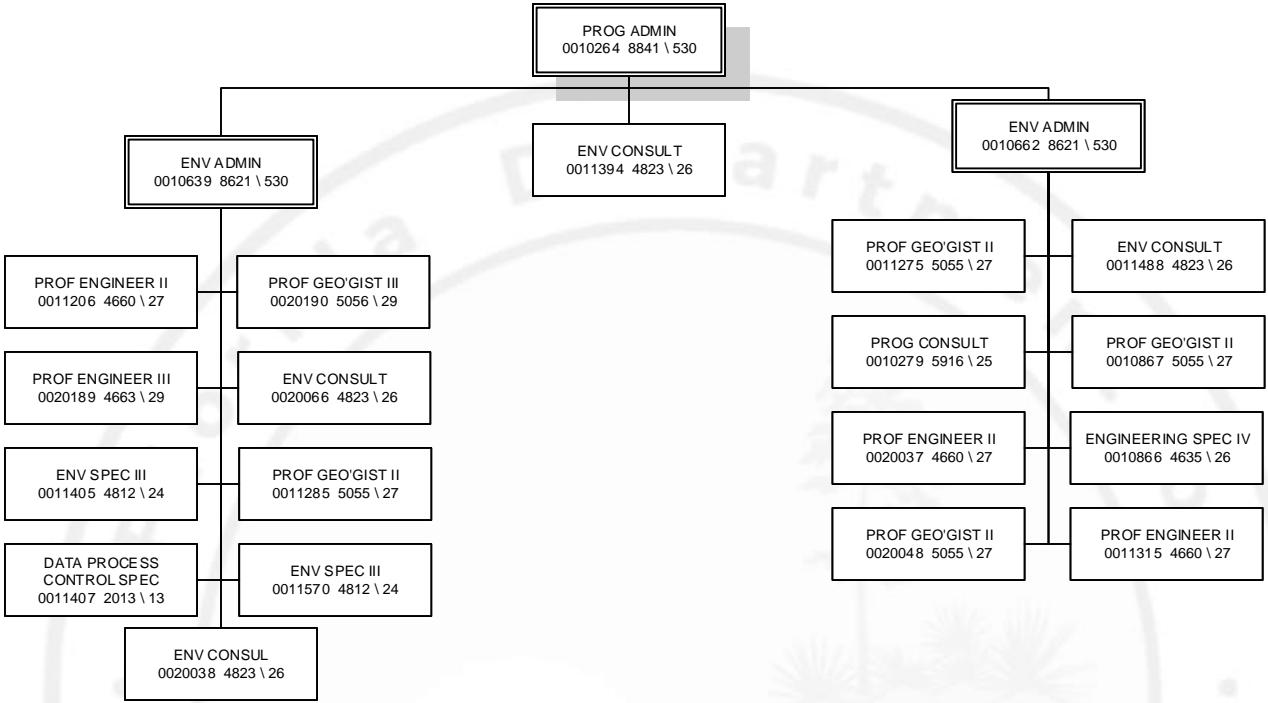 PROG ADMIN
0010264 8841 \ 530
ENV ADMIN
0010639 8621 \ 530
ENV CONSULT
0011394 4823 \ 26
ENV ADMIN
0010662 8621 \ 530
PROF ENGINEER II
0011206 4660 \ 27
PROF GEO'GIST III
0020190 5056 \ 29
PROF ENGINEER III
0020189 4663 \ 29
ENV CONSULT
0020066 4823 \ 26
ENV SPEC III
0011405 4812 \ 24
PROF GEO'GIST II
0011285 5055 \ 27
DATA PROCESS
CONTROL SPEC
0011407 2013 \ 13
ENV SPEC III
0011570 4812 \ 24
ENV CONSUL
0020038 4823 \ 26
PROF GEO'GIST II
0011275 5055 \ 27
ENV CONSULT
0011488 4823 \ 26
PROG CONSULT
0010279 5916 \ 25
PROF GEO'GIST II
0010867 5055 \ 27
PROF ENGINEER II
0020037 4660 \ 27
ENGINEERING SPEC IV
0010866 4635 \ 26
PROF GEO'GIST II
0020048 5055 \ 27
PROF ENGINEER II
0011315 4660 \ 27